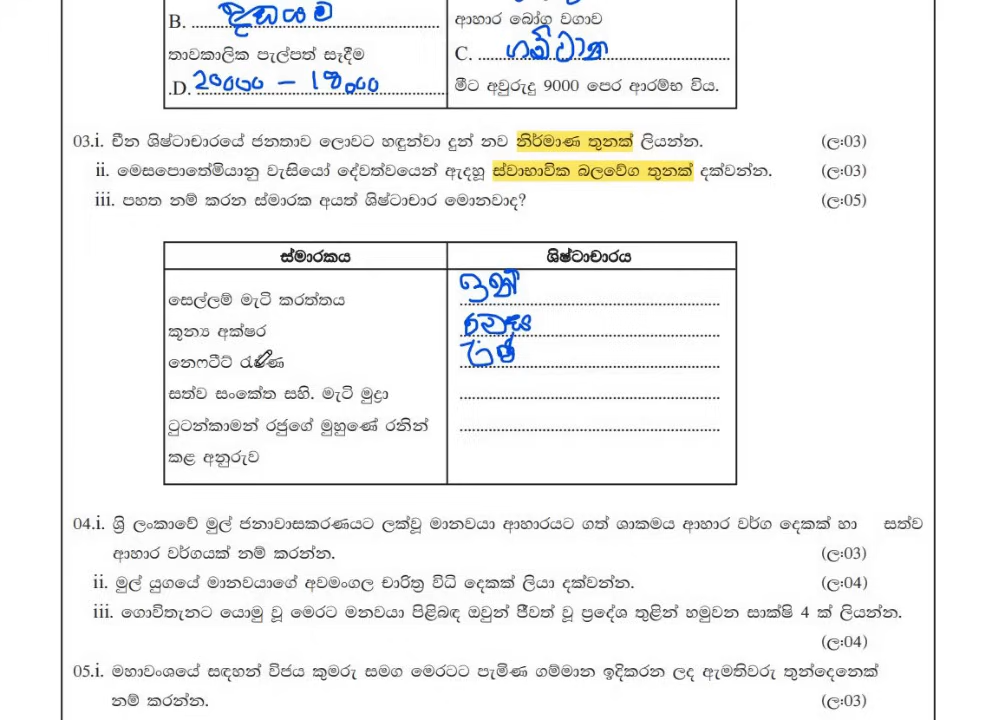 B. දඩයම
ආහාර බෝග වගාව
තාවකාලික පැල්පත් සෑදීම
C. ගම්මාන
.D. 20000 – 18000
මීට අවුරුදු 9000 පෙර ආරම්භ විය.
03.i. චීන ශිෂ්ටාචාරයේ ජනතාව ලොවට හඳුන්වා දුන් නව නිර්මාණ තුනක් ලියන්න. (ල:03)
ii. මෙසපොතේමියානු වැසියෝ දේවත්වයෙන් ඇදහූ ස්වාභාවික බලවේග තුනක් දක්වන්න. (ල:03)
iii. පහත නම් කරන ස්මාරක අයත් ශිෂ්ටාචාර මොනවාද? (ල:05)
ස්මාරකය ශිෂ්ටාචාරය
සෙල්ලම් මැටි කරත්තය
කුන්‍ය අක්ෂර
නෙෆටීටි රැජිණ
සත්ව සංකේත සහි. මැටි මුද්‍රා
ටුටන්කාමන් රජුගේ මුහුණේ රනින්
කළ අනුරුව
04.i. ශ්‍රි ලංකාවේ මුල් ජනාවාසකරණයට ලක්වූ මානවයා ආහාරයට ගත් ශාකමය ආහාර වර්ග දෙකක් හා සත්ව
ආහාර වර්ගයක් නම් කරන්න. (ල:03)
ii. මුල් යුගයේ මානවයාගේ අවමංගල චාරිත්‍ර විධි දෙකක් ලියා දක්වන්න. (ල:04)
iii. ගොවිතැනට යොමු වූ මෙරට මනවයා පිළිබඳ ඔවුන් ජීවත් වූ ප්‍රදේශ තුළින් හමුවන සාක්ෂි 4 ක් ලියන්න.
(ල:04)
05.i. මහාවංශයේ සඳහන් විජය කුමරු සමග මෙරටට පැමිණ ගම්මාන ඉදිකරන ලද ඇමතිවරු තුන්දෙනෙක්
නම් කරන්න. (ල:03)